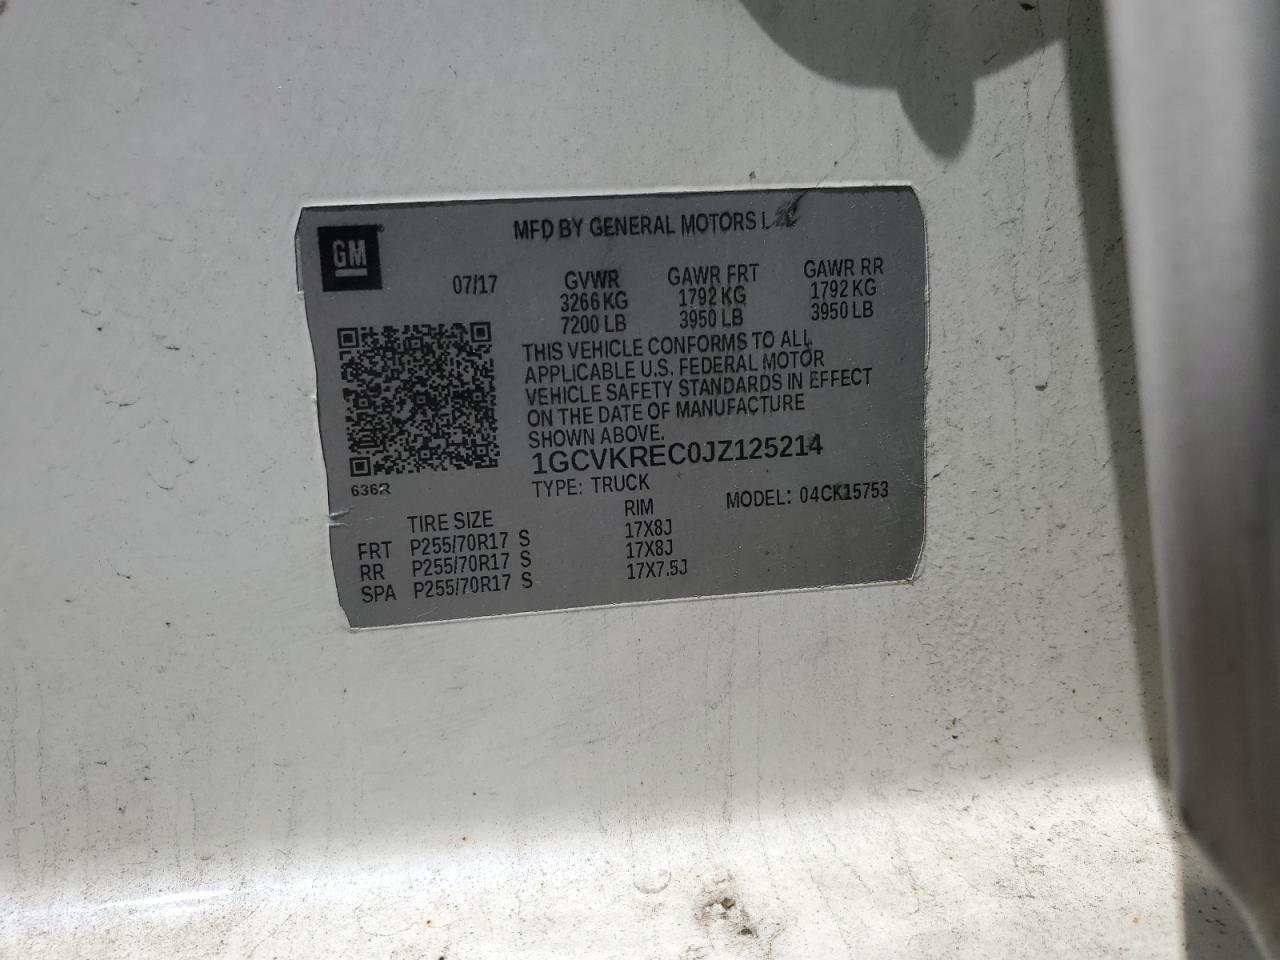 GM
MFD BY GENERAL MOTORS
07/17
GVWR GAWR FRT GAWR RR
3266 KG 1792 KG 1792 KG
7200 LB 3950 LB 3950 LB
THIS VEHICLE CONFORMS TO ALL
APPLICABLE U.S. FEDERAL MOTOR
VEHICLE SAFETY STANDARDS IN EFFECT
ON THE DATE OF MANUFACTURE
SHOWN ABOVE.
1GCVKREC0JZ125214
636R
TYPE: TRUCK
MODEL: 04CK15753
TIRE SIZE RIM
FRT P255/70R17 S 17X8J
RR P255/70R17 S 17X8J
SPA P255/70R17 S 17X7.5J